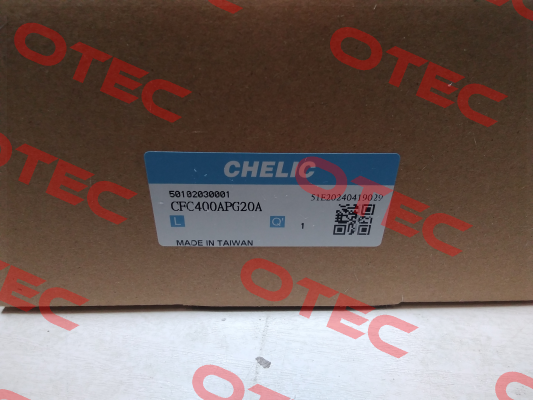 CHELIC
50102030001
51E20240419029
CFC400APG20A
L
Q'
1
MADE IN TAIWAN
OTEC
OTEC
OTEC
OTEC
OTEC
OTEC
OTEC
OTEC
OTEC
OTEC